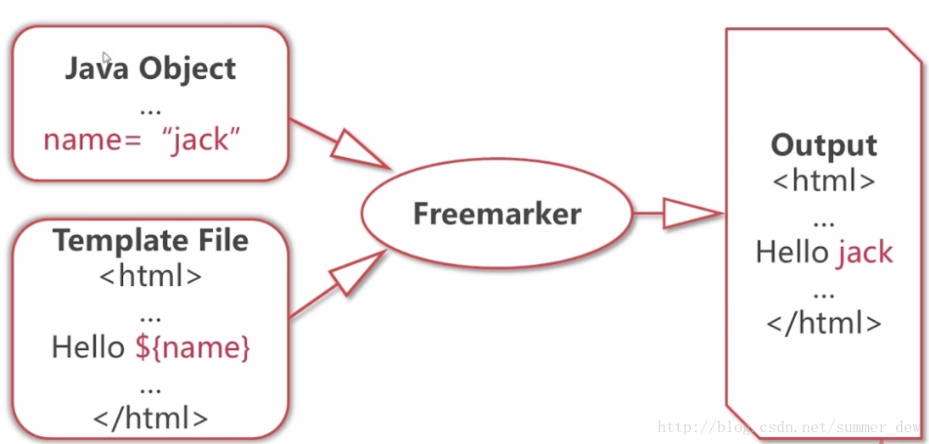 Java Object
...
name= “jack”
Template File
<html>
...
Hello ${name}
...
</html>
Freemarker
Output
<html>
...
Hello jack
...
</html>
http://blog.csdn.net/summer_dew